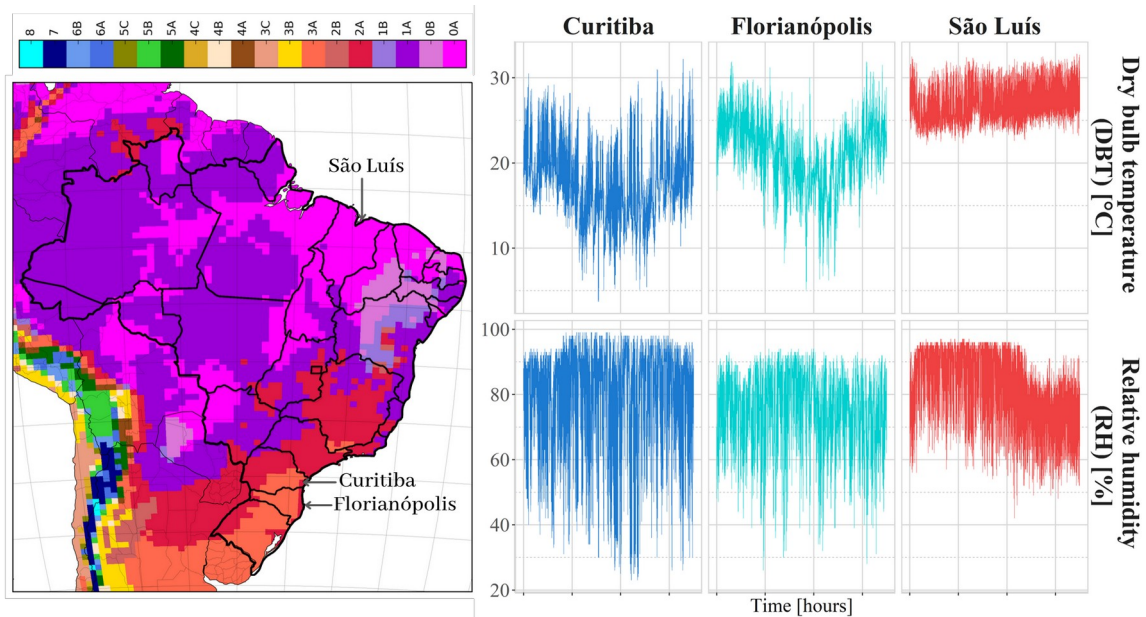 8 7 6B 6A 5C 5B 5A 4C 4B 4A 3C 3B 3A 2B 2A 1B 1A 0B 0A
São Luís
Curitiba
Florianópolis
Curitiba Florianópolis São Luís
30
20
10
Dry bulb temperature
(DBT) [°C]
100
80
60
40
20
Relative humidity
(RH) [%]
Time [hours]